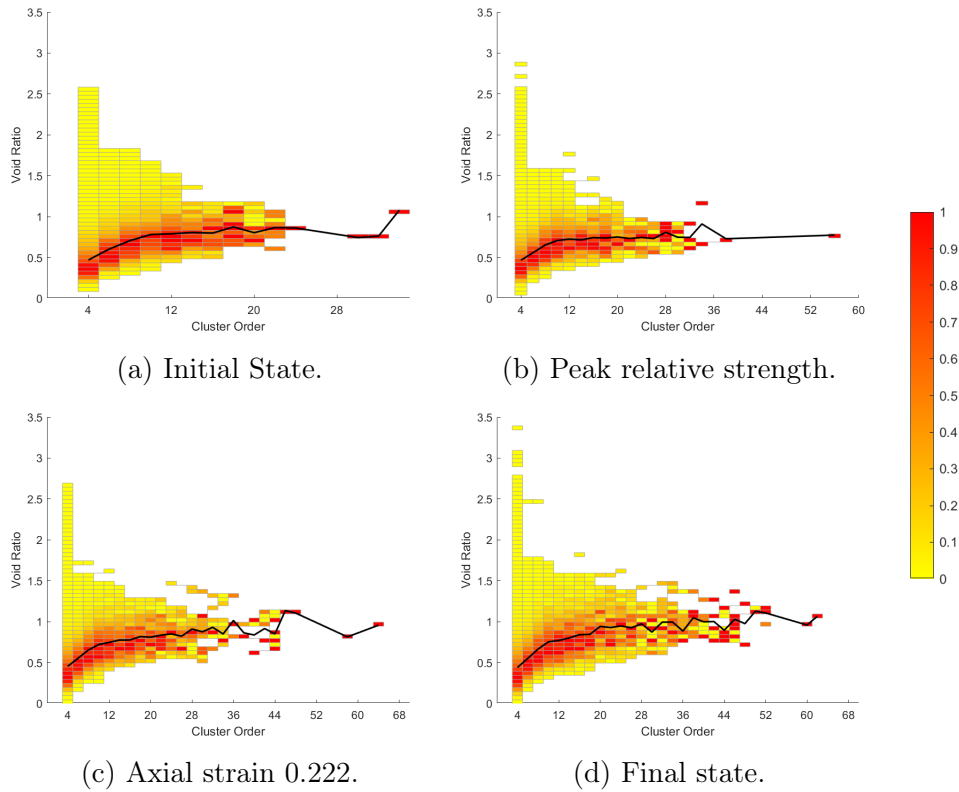 3.5
3
2.5
2
1.5
1
0.5
0
Void Ratio
4 12 20 28
Cluster Order
(a) Initial State.
3.5
3
2.5
2
1.5
1
0.5
0
Void Ratio
4 12 20 28 36 44 52 60
Cluster Order
(b) Peak relative strength.
3.5
3
2.5
2
1.5
1
0.5
0
Void Ratio
4 12 20 28 36 44 52 60 68
Cluster Order
(c) Axial strain 0.222.
3.5
3
2.5
2
1.5
1
0.5
0
Void Ratio
4 12 20 28 36 44 52 60 68
Cluster Order
(d) Final state.
1
0.9
0.8
0.7
0.6
0.5
0.4
0.3
0.2
0.1
0